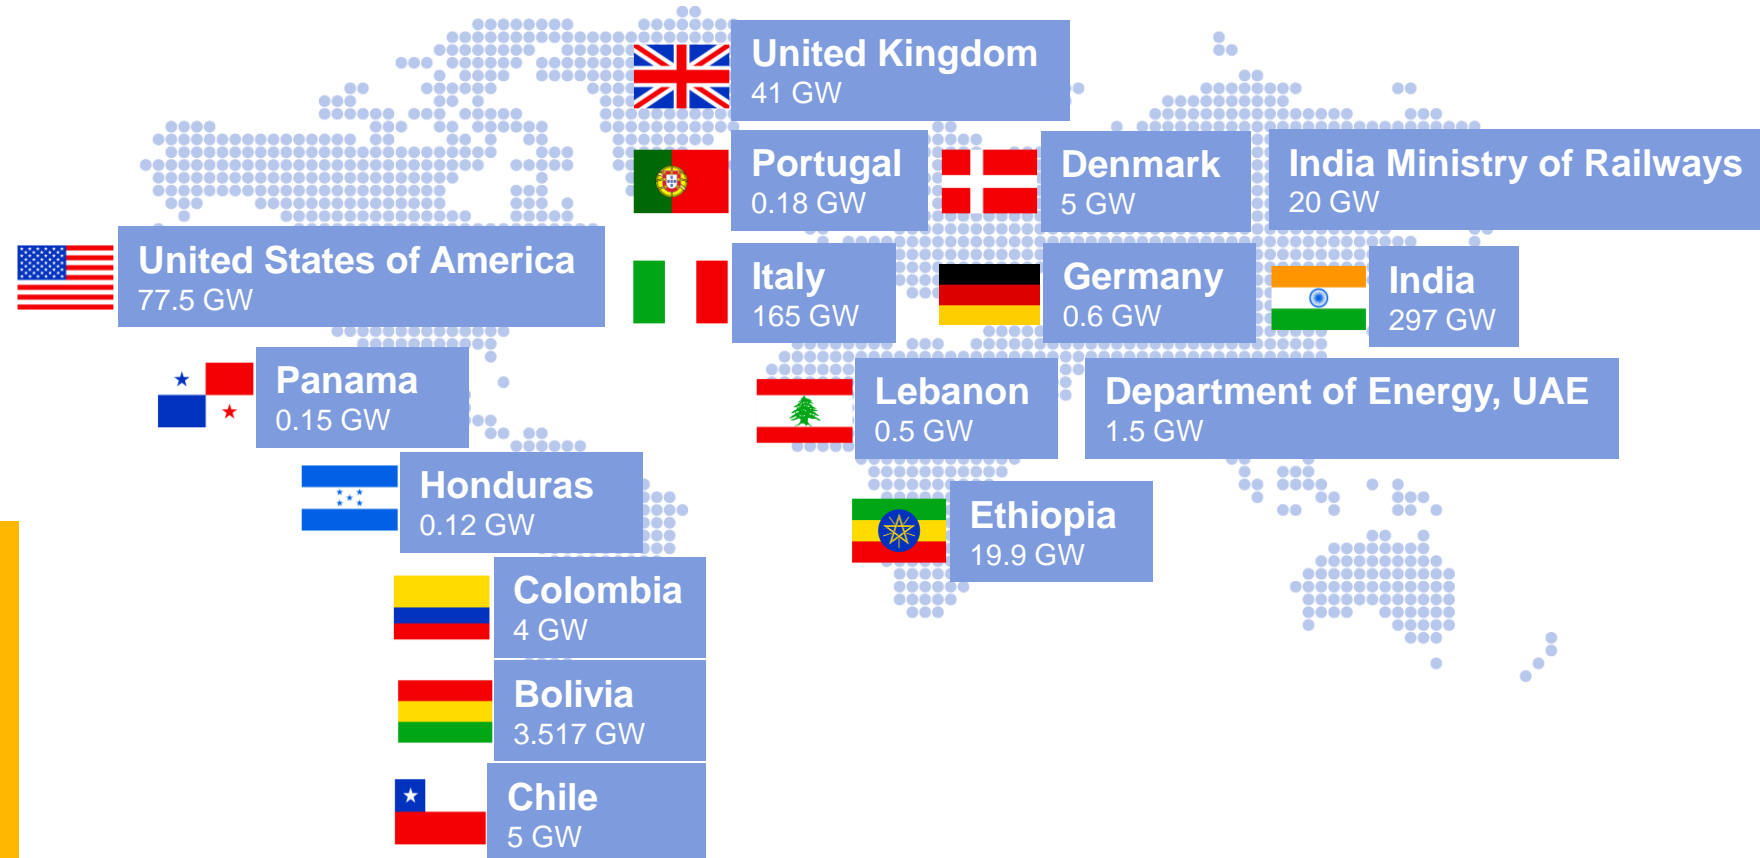 United Kingdom
41 GW
Portugal
0.18 GW
Denmark
5 GW
India Ministry of Railways
20 GW
United States of America
77.5 GW
Italy
165 GW
Germany
0.6 GW
India
297 GW
Panama
0.15 GW
Lebanon
0.5 GW
Department of Energy, UAE
1.5 GW
Honduras
0.12 GW
Ethiopia
19.9 GW
Colombia
4 GW
Bolivia
3.517 GW
Chile
5 GW